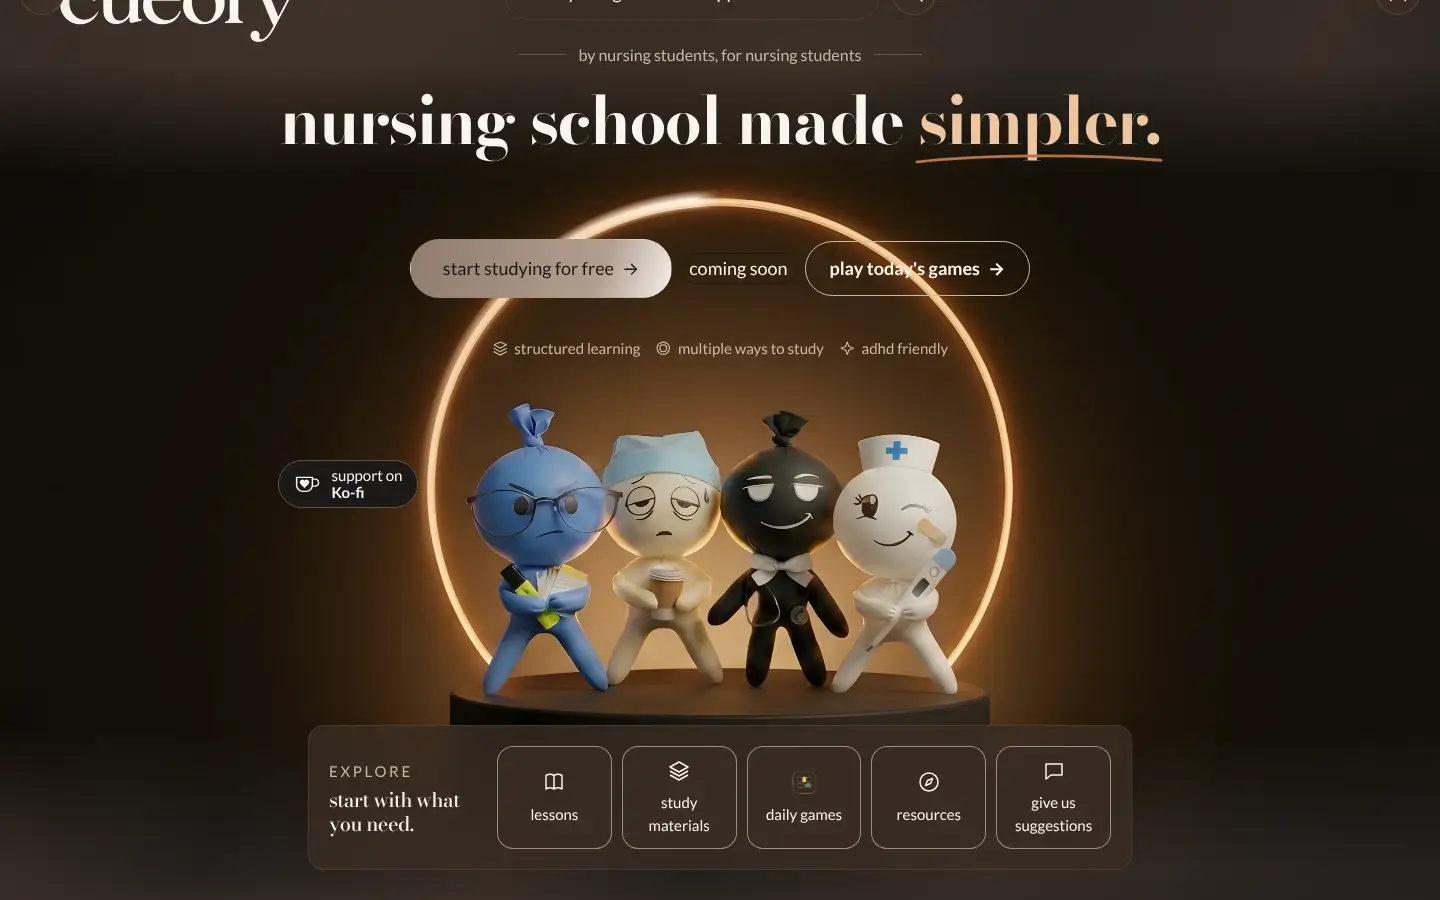 cueory
by nursing students, for nursing students
nursing school made simpler.
start studying for free →
coming soon
play today's games →
structured learning
multiple ways to study
adhd friendly
support on
Ko-fi
EXPLORE
start with what
you need.
lessons
study
materials
daily games
resources
give us
suggestions